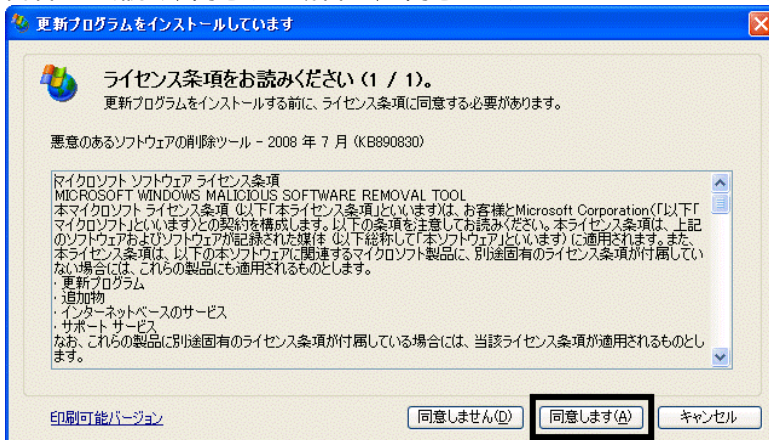 更新プログラムをインストールしています
ライセンス条項をお読みください (1 / 1)。
更新プログラムをインストールする前に、ライセンス条項に同意する必要があります。
悪意のあるソフトウェアの削除ツール - 2008 年 7 月 (KB890830)
マイクロソフト ソフトウェア ライセンス条項
MICROSOFT WINDOWS MALICIOUS SOFTWARE REMOVAL TOOL
本マイクロソフト ライセンス条項 (以下「本ライセンス条項」といいます)は、お客様とMicrosoft Corporation(「以下「
マイクロソフト」といいます)との契約を構成します。以下の条項を注意してお読みください。本ライセンス条項は、上記
のソフトウェアおよびソフトウェアが記録された媒体 (以下総称して「本ソフトウェア」といいます) に適用されます。また、
本ライセンス条項は、以下の本ソフトウェアに関連するマイクロソフト製品に、別途固有のライセンス条項が付属してい
ない場合には、これらの製品にも適用されるものとします。
・更新プログラム
・追加物
・インターネットベースのサービス
・サポート サービス
なお、これらの製品に別途固有のライセンス条項が付属している場合には、当該ライセンス条項が適用されるものとし
ます。
印刷可能バージョン
同意しません(D)
同意します(A)
キャンセル